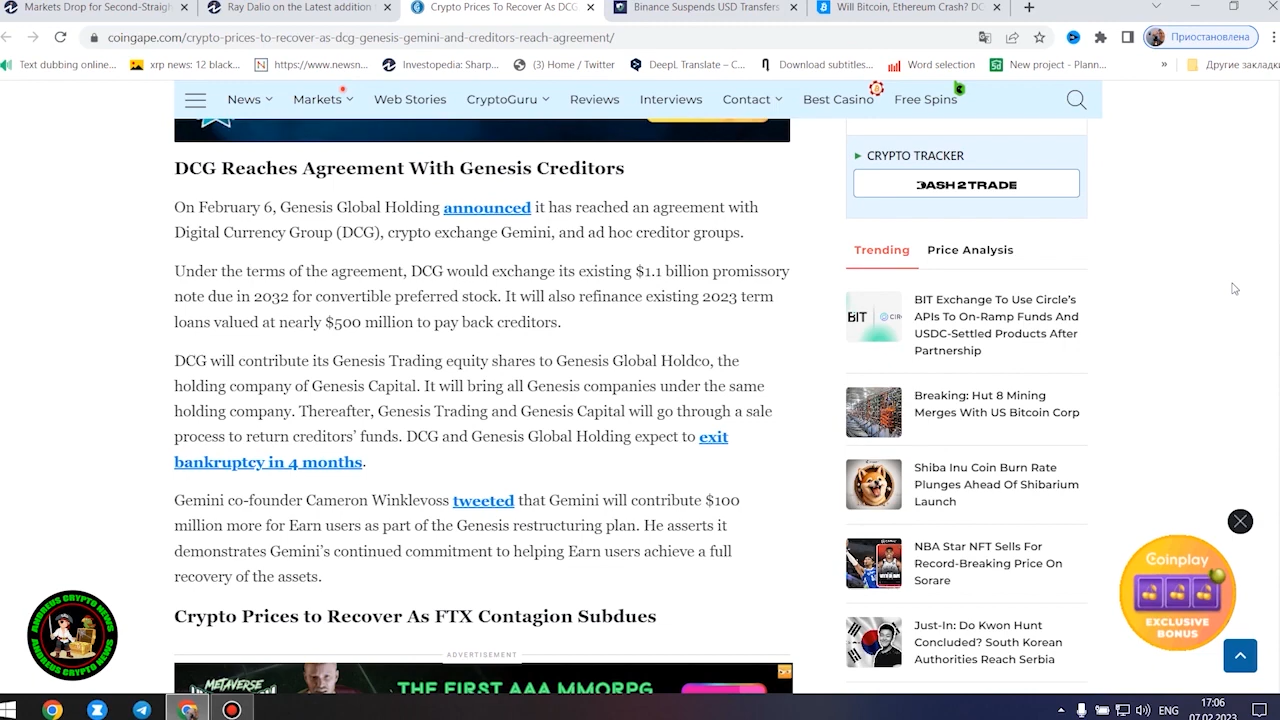 Markets Drop for Second-Straigh
Ray Dalio on the Latest addition
Crypto Prices To Recover As DCG
Binance Suspends USD Transfers
Will Bitcoin, Ethereum Crash? DC
coingape.com/crypto-prices-to-recover-as-dcg-genesis-gemini-and-creditors-reach-agreement/
Приостановлена
Text dubbing online...
xrp news: 12 black...
https://www.newsn...
Investopedia: Sharp...
(3) Home / Twitter
DeepL Translate – C...
Download subtitles...
Word selection
New project - Plann...
»
Другие закладки
News
Markets
Web Stories
CryptoGuru
Reviews
Interviews
Contact
Best Casino
Free Spins
DCG Reaches Agreement With Genesis Creditors
On February 6, Genesis Global Holding announced it has reached an agreement with
Digital Currency Group (DCG), crypto exchange Gemini, and ad hoc creditor groups.
Under the terms of the agreement, DCG would exchange its existing $1.1 billion promissory
note due in 2032 for convertible preferred stock. It will also refinance existing 2023 term
loans valued at nearly $500 million to pay back creditors.
DCG will contribute its Genesis Trading equity shares to Genesis Global Holdco, the
holding company of Genesis Capital. It will bring all Genesis companies under the same
holding company. Thereafter, Genesis Trading and Genesis Capital will go through a sale
process to return creditors' funds. DCG and Genesis Global Holding expect to exit
bankruptcy in 4 months.
Gemini co-founder Cameron Winklevoss tweeted that Gemini will contribute $100
million more for Earn users as part of the Genesis restructuring plan. He asserts it
demonstrates Gemini's continued commitment to helping Earn users achieve a full
recovery of the assets.
Crypto Prices to Recover As FTX Contagion Subdues
ADVERTISEMENT
METAVERSE
THE FIRST AAA MMORPG
CRYPTO TRACKER
DASH 2 TRADE
Trending
Price Analysis
BIT
BIT Exchange To Use Circle's
APIs To On-Ramp Funds And
USDC-Settled Products After
Partnership
Breaking: Hut 8 Mining
Merges With US Bitcoin Corp
Shiba Inu Coin Burn Rate
Plunges Ahead Of Shibarium
Launch
NBA Star NFT Sells For
Record-Breaking Price On
Sorare
Just-In: Do Kwon Hunt
Concluded? South Korean
Authorities Reach Serbia
Coinplay
EXCLUSIVE
BONUS
ANDREUS CRYPTO NEWS
ANDREUS CRYPTO NEWS
ENG
17:06
07.02.2023